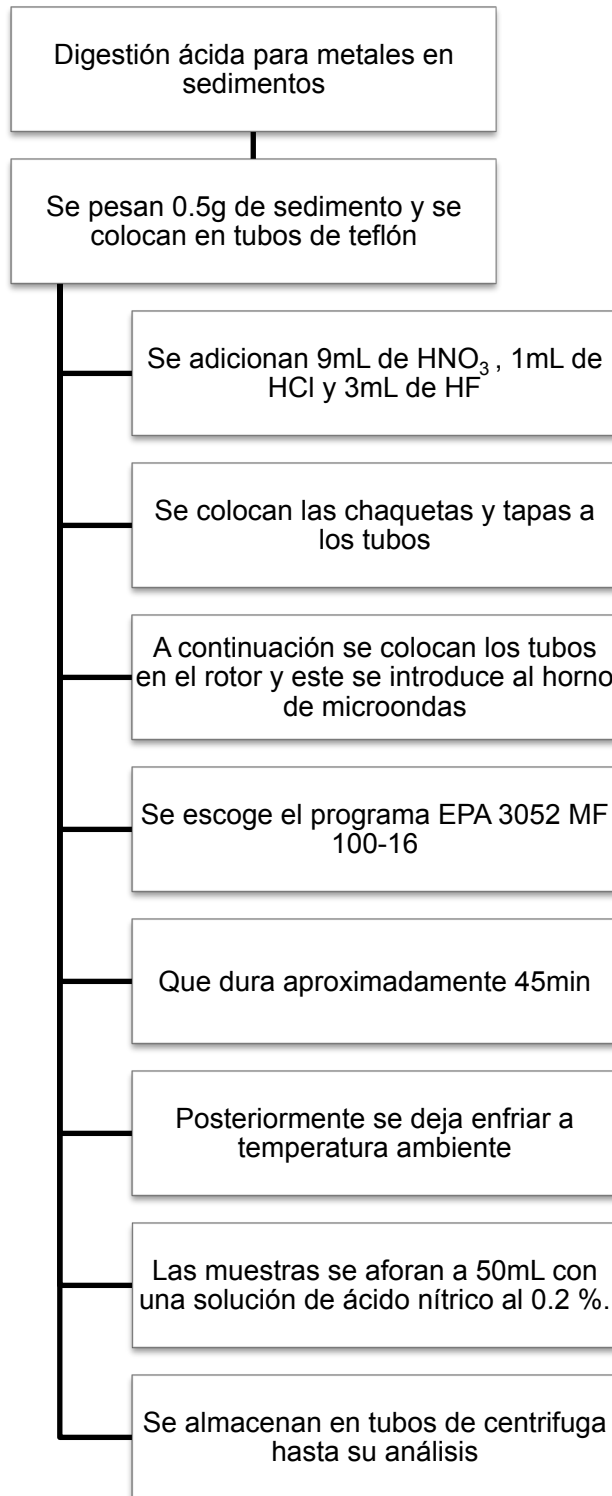 Digestión ácida para metales en
sedimentos
Se pesan 0.5g de sedimento y se
colocan en tubos de teflón
Se adicionan 9mL de HNO₃ , 1mL de
HCl y 3mL de HF
Se colocan las chaquetas y tapas a
los tubos
A continuación se colocan los tubos
en el rotor y este se introduce al horno
de microondas
Se escoge el programa EPA 3052 MF
100-16
Que dura aproximadamente 45min
Posteriormente se deja enfriar a
temperatura ambiente
Las muestras se aforan a 50mL con
una solución de ácido nítrico al 0.2 %.
Se almacenan en tubos de centrifuga
hasta su análisis